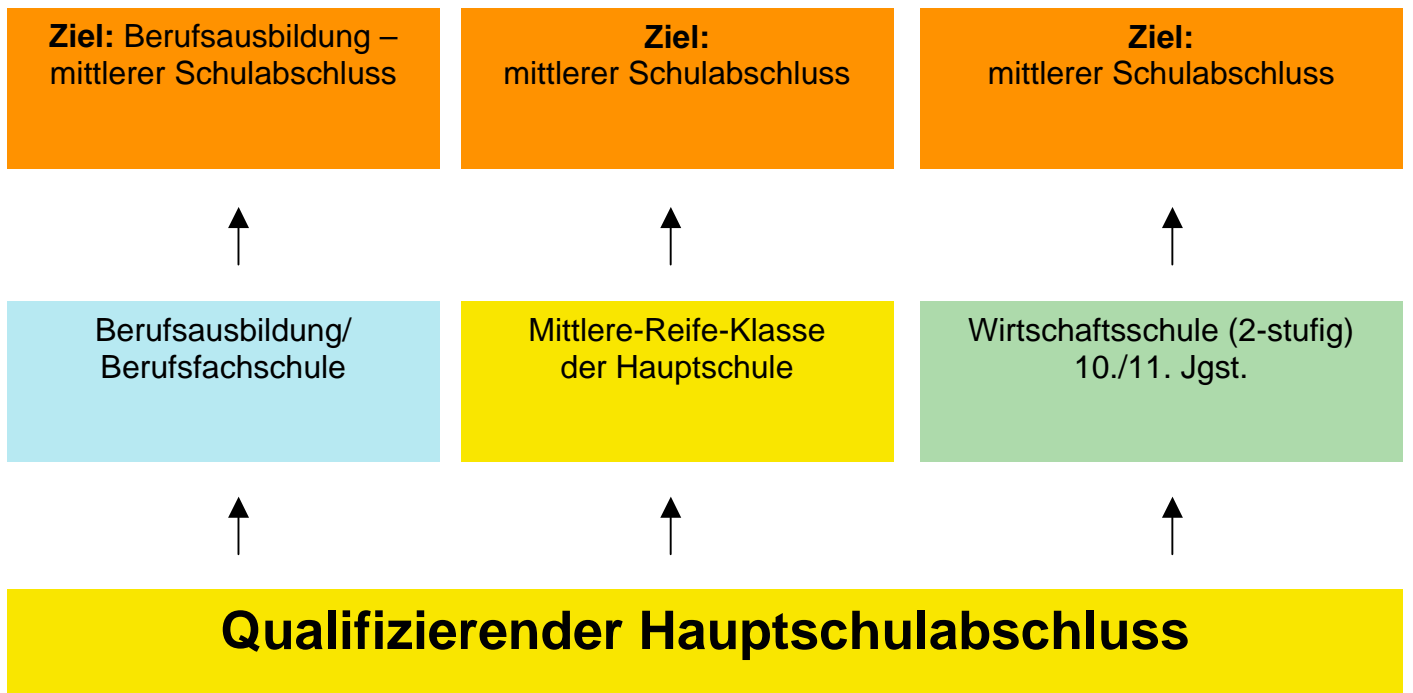 Ziel: Berufsausbildung –
mittlerer Schulabschluss
Ziel:
mittlerer Schulabschluss
Ziel:
mittlerer Schulabschluss
Berufsausbildung/
Berufsfachschule
Mittlere-Reife-Klasse
der Hauptschule
Wirtschaftsschule (2-stufig)
10./11. Jgst.
Qualifizierender Hauptschulabschluss